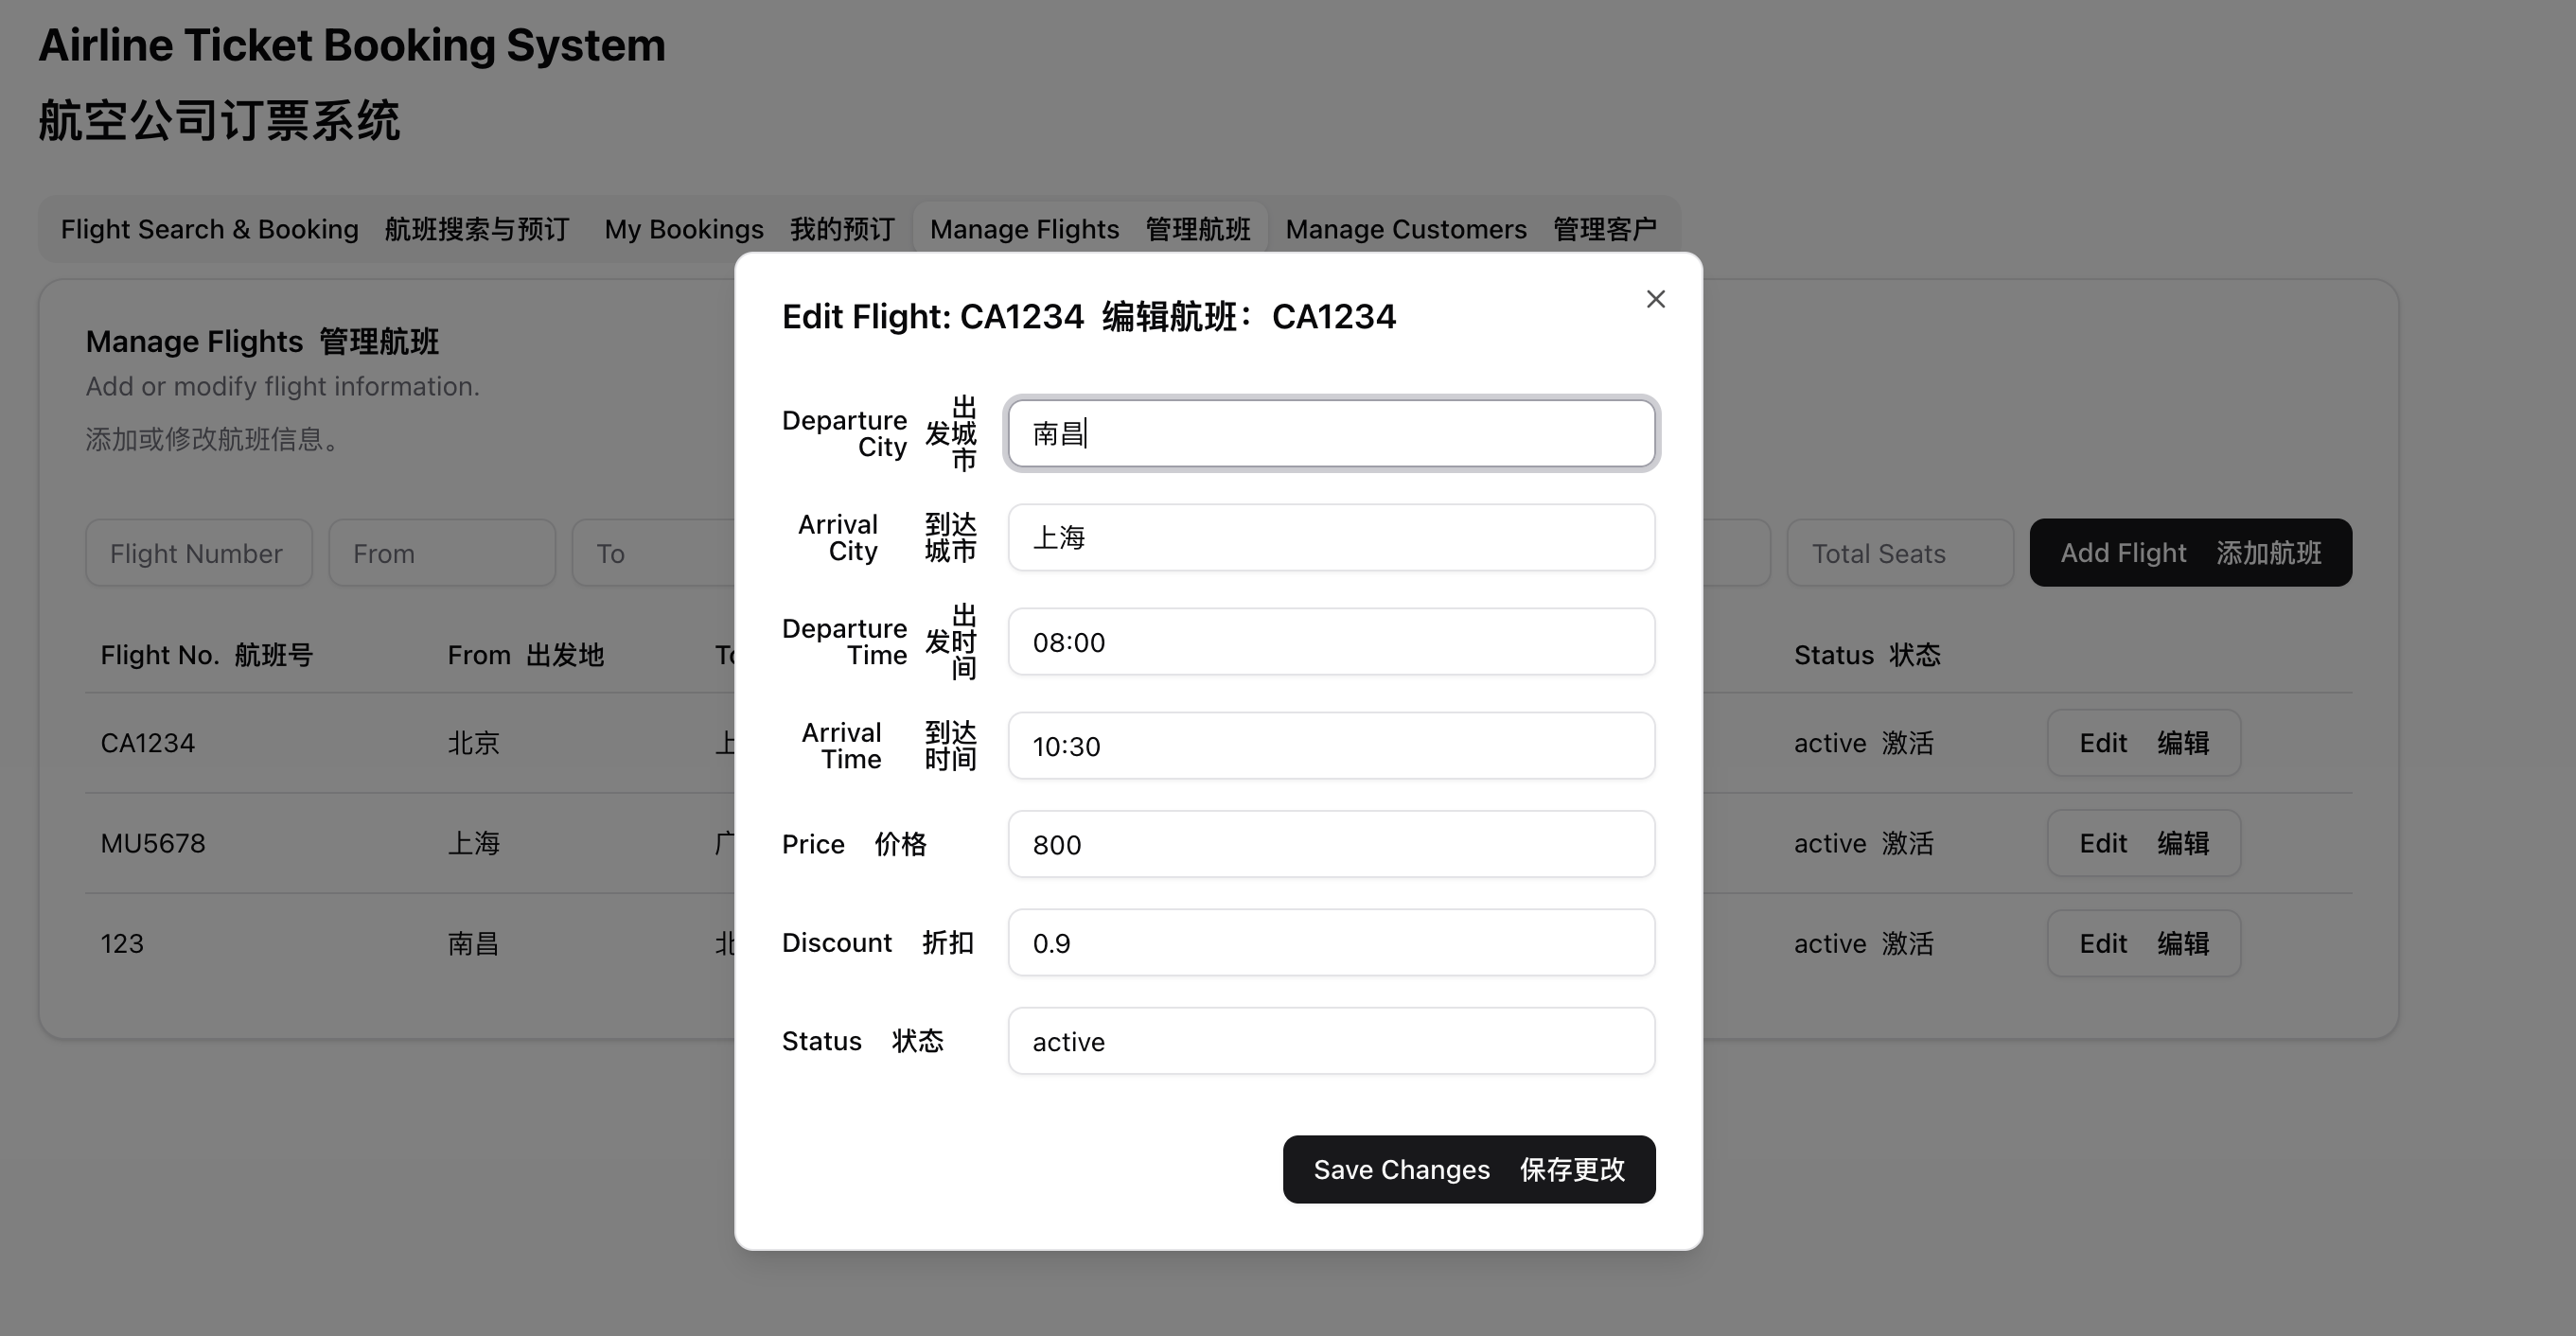 Airline Ticket Booking System
航空公司订票系统
Flight Search & Booking 航班搜索与预订 My Bookings 我的预订 Manage Flights 管理航班 Manage Customers 管理客户
Manage Flights 管理航班
Add or modify flight information.
添加或修改航班信息。
Flight Number From To Total Seats Add Flight 添加航班
Flight No. 航班号 From 出发地 Status 状态
CA1234 北京 active 激活 Edit 编辑
MU5678 上海 active 激活 Edit 编辑
123 南昌 active 激活 Edit 编辑
Edit Flight: CA1234 编辑航班：CA1234
Departure City 出发城市 南昌
Arrival City 到达城市 上海
Departure Time 出发时间 08:00
Arrival Time 到达时间 10:30
Price 价格 800
Discount 折扣 0.9
Status 状态 active
Save Changes 保存更改